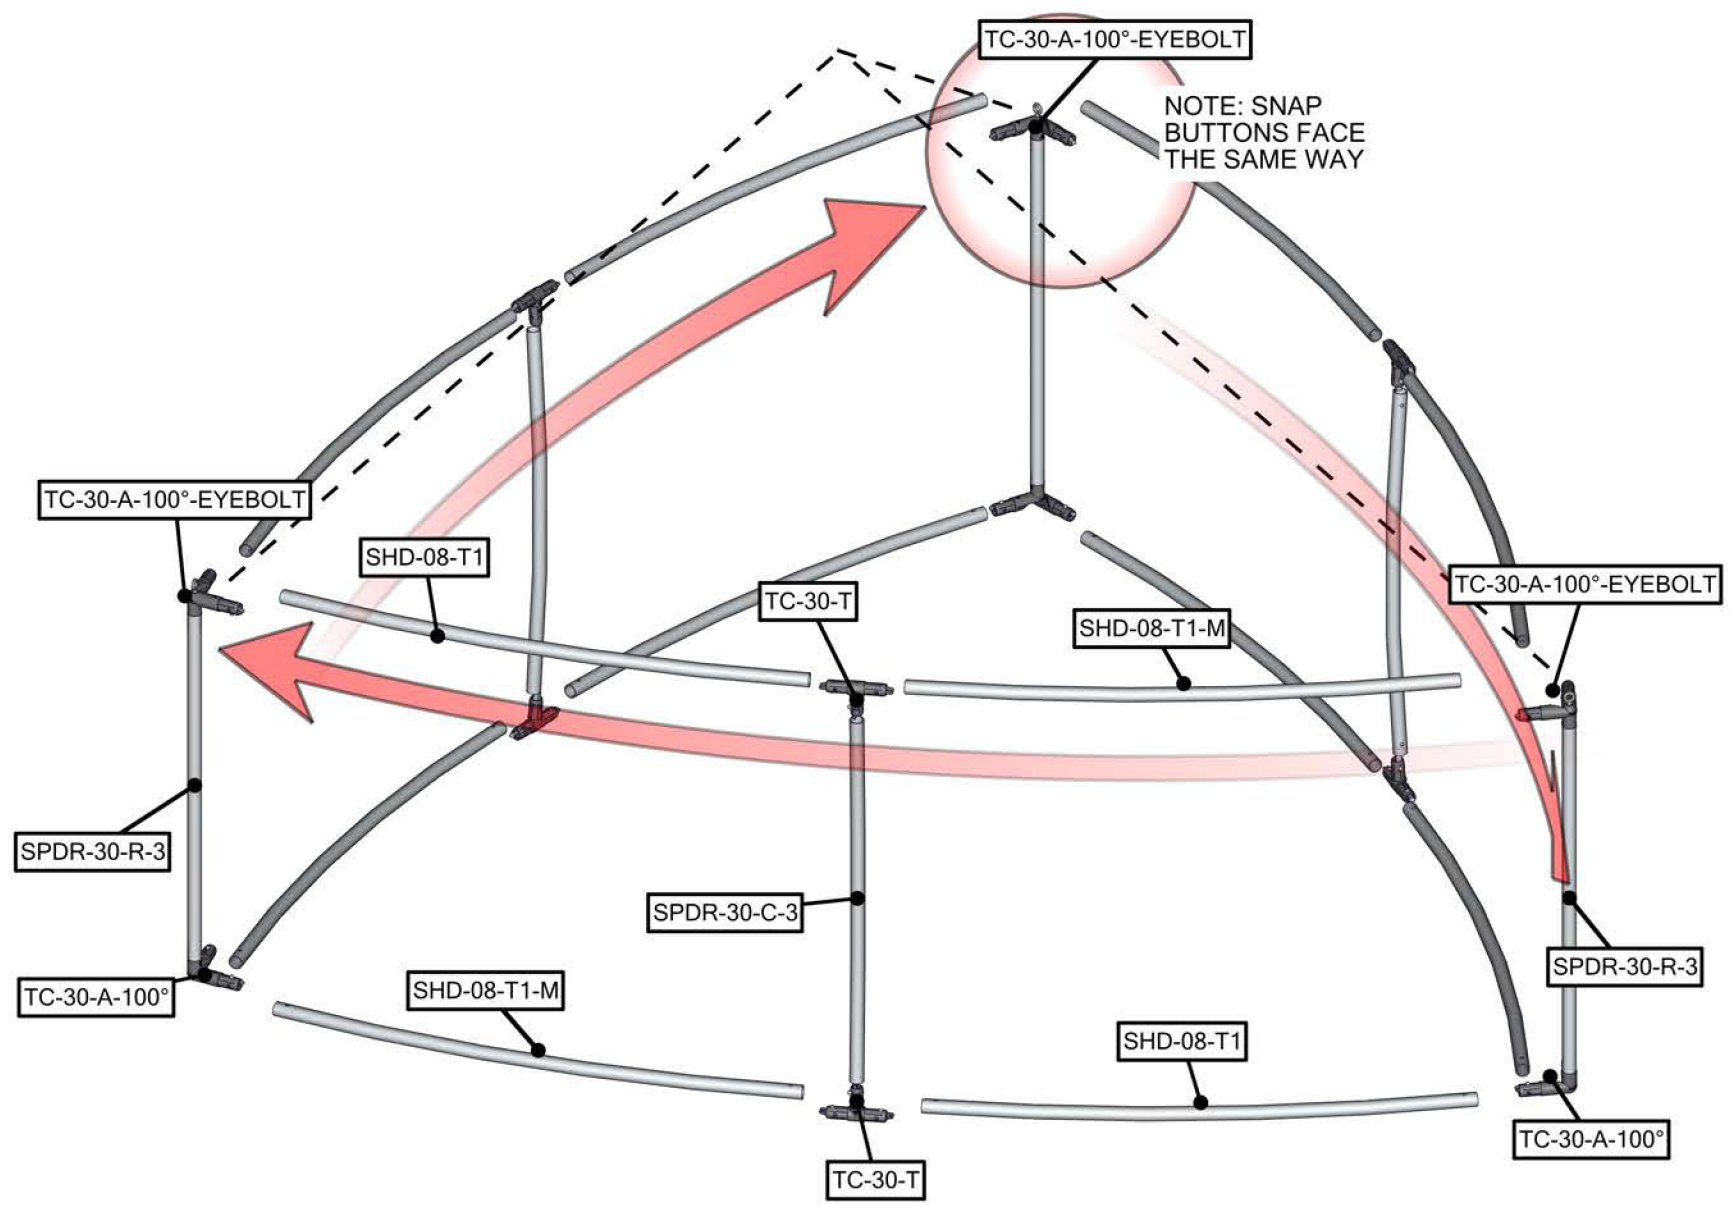 TC-30-A-100°-EYEBOLT
NOTE: SNAP
BUTTONS FACE
THE SAME WAY
TC-30-A-100°-EYEBOLT
SHD-08-T1
TC-30-T
SHD-08-T1-M
TC-30-A-100°-EYEBOLT
SPDR-30-R-3
SPDR-30-C-3
SPDR-30-R-3
TC-30-A-100°
SHD-08-T1-M
SHD-08-T1
TC-30-A-100°
TC-30-T